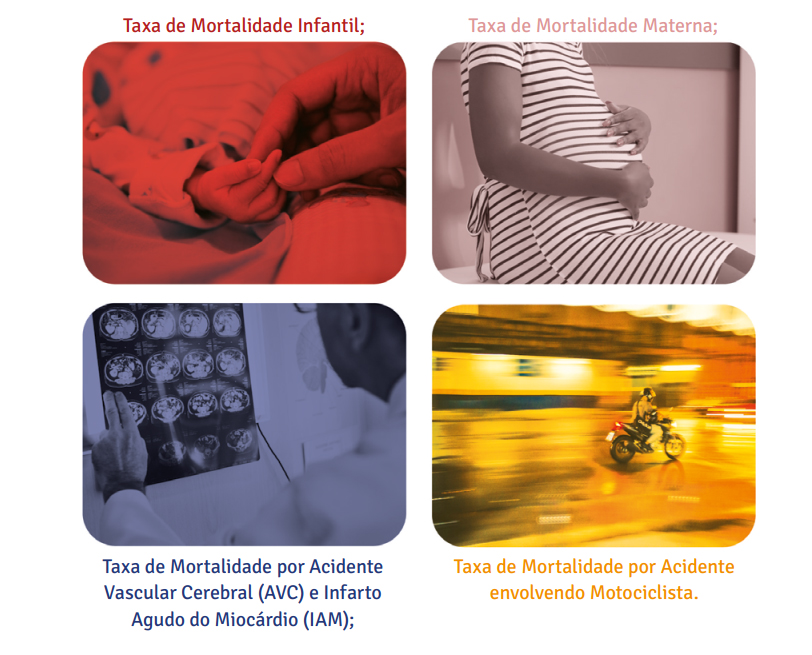 Taxa de Mortalidade Infantil;
Taxa de Mortalidade Materna;
Taxa de Mortalidade por Acidente
Vascular Cerebral (AVC) e Infarto
Agudo do Miocárdio (IAM);
Taxa de Mortalidade por Acidente
envolvendo Motociclista.